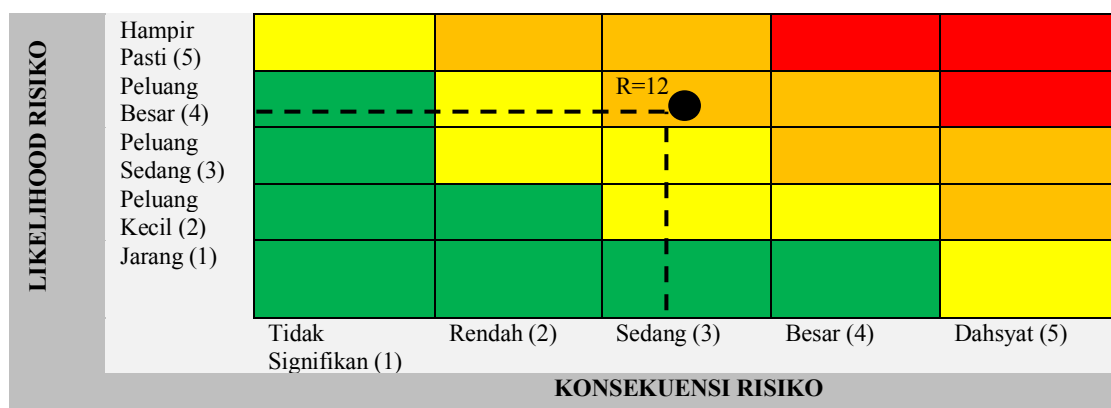 LIKELIHOOD RISIKO
Hampir
Pasti (5)
Peluang
Besar (4)
R=12
Peluang
Sedang (3)
Peluang
Kecil (2)
Jarang (1)
Tidak
Signifikan (1)
Rendah (2)
Sedang (3)
Besar (4)
Dahsyat (5)
KONSEKUENSI RISIKO